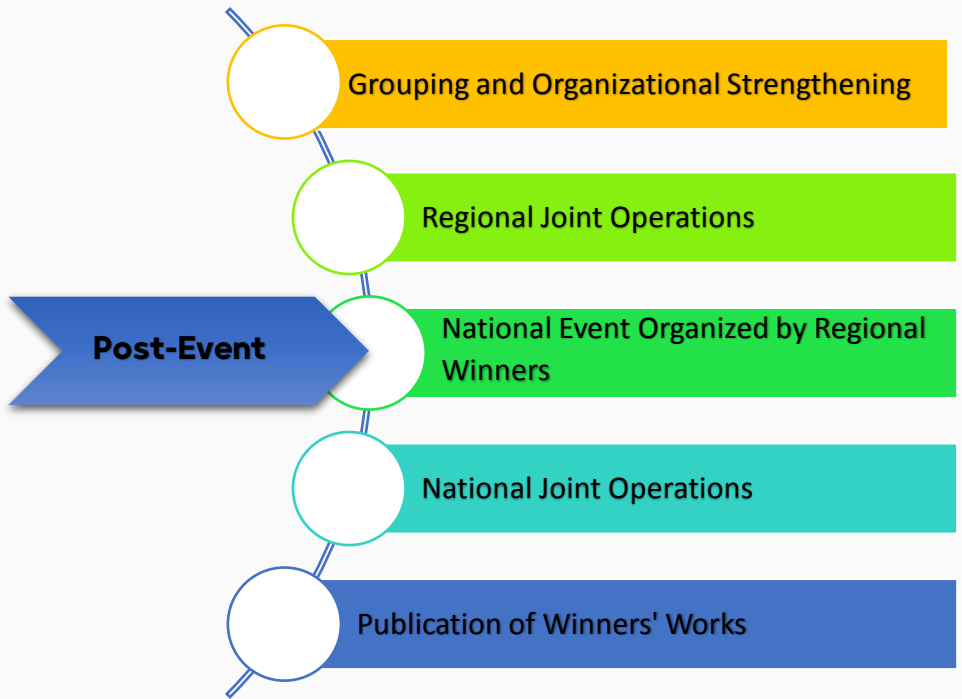 Grouping and Organizational Strengthening
Regional Joint Operations
Post-Event
National Event Organized by Regional
Winners
National Joint Operations
Publication of Winners' Works